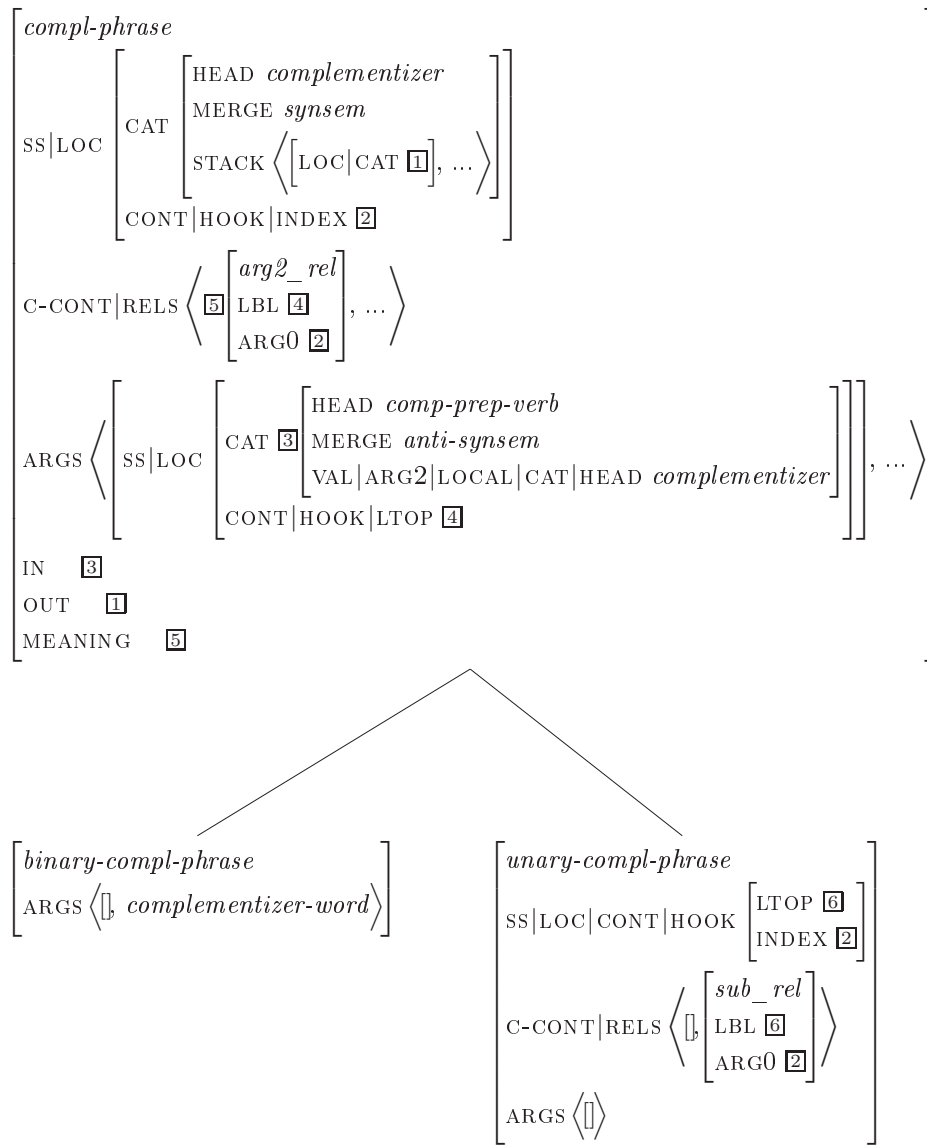 compl-phrase
HEAD complementizer
MERGE synsem
SS|LOC CAT STACK ⟨[LOC|CAT 1], ...⟩
CONT|HOOK|INDEX 2
arg2_rel
C-CONT|RELS ⟨5 LBL 4, ...⟩
ARG0 2
HEAD comp-prep-verb
ARGS ⟨[SS|LOC CAT 3 MERGE anti-synsem], ...⟩
VAL|ARG2|LOCAL|CAT|HEAD complementizer
CONT|HOOK|LTOP 4
IN 3
OUT 1
MEANING 5
binary-compl-phrase
ARGS ⟨[], complementizer-word⟩
unary-compl-phrase
SS|LOC|CONT|HOOK LTOP 6
INDEX 2
sub_rel
C-CONT|RELS ⟨[], LBL 6⟩
ARG0 2
ARGS ⟨[]⟩